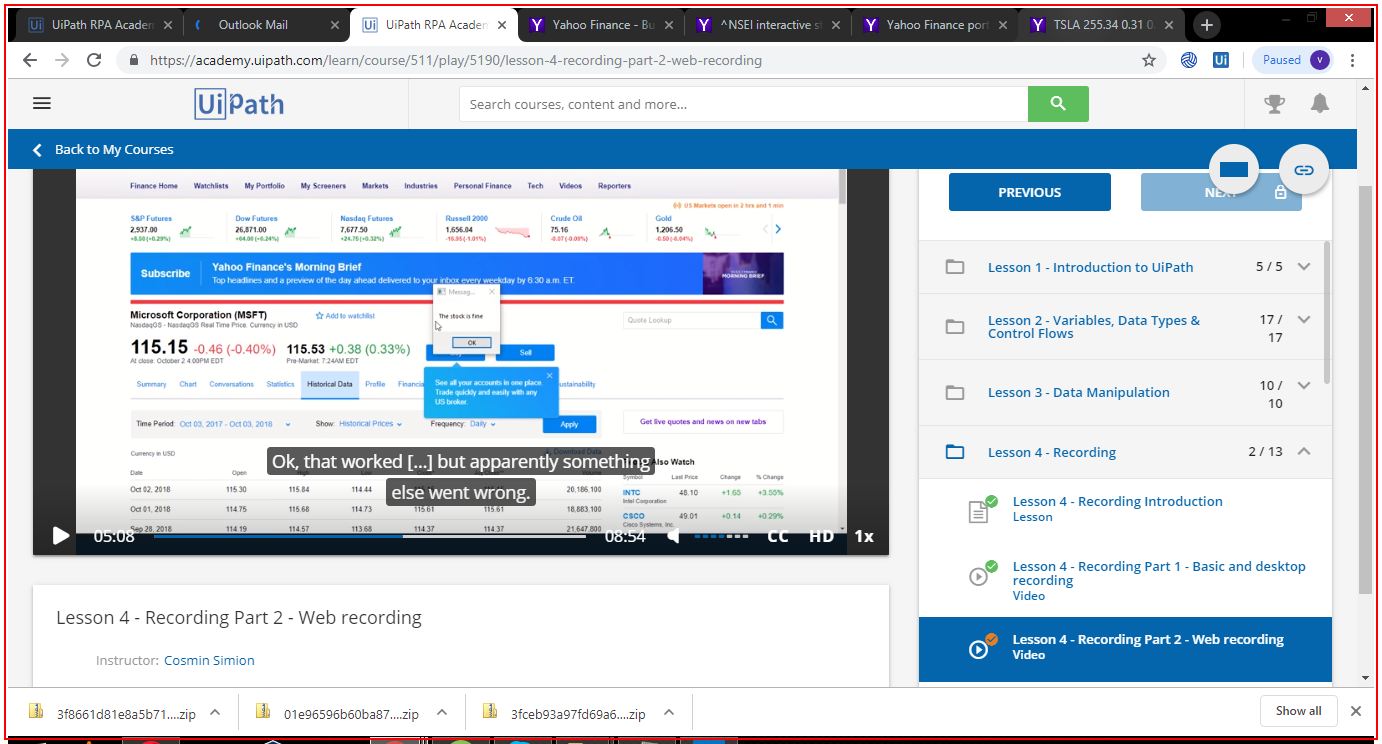 UiPath RPA Academ
Outlook Mail
UiPath RPA Academ
Yahoo Finance - Bu
^NSEI interactive st
Yahoo Finance port
TSLA 255.34 0.31 0.
https://academy.uipath.com/learn/course/511/play/5190/lesson-4-recording-part-2-web-recording
Ui
Paused
V
UiPath
Search courses, content and more...
Back to My Courses
Finance Home Watchlists My Portfolio My Screeners Markets Industries Personal Finance Tech Videos Reporters
US Markets open in 2 hrs and 1 min
S&P Futures Dow Futures Nasdaq Futures Russell 2000 Crude Oil Gold
2,937.00 26,871.00 7,677.50 1,656.04 75.16 1,206.50
+8.50 (+0.29%) +64.00 (+0.24%) +24.75 (+0.32%) -16.95 (-1.01%) -0.07 (-0.09%) -0.50 (-0.04%)
Subscribe
Yahoo Finance's Morning Brief
Top headlines and a preview of the day ahead delivered to your inbox every weekday by 6:30 a.m. ET.
MORNING BRIEF
Messag...
The stock is fine
OK
Microsoft Corporation (MSFT)
Add to watchlist
NasdaqGS - NasdaqGS Real Time Price. Currency in USD
Quote Lookup
115.15 -0.46 (-0.40%) 115.53 +0.38 (0.33%)
At close: October 2 4:00PM EDT Pre-Market: 7:24AM EDT
Sell
See all your accounts in one place.
Trade quickly and easily with any
US broker.
Summary Chart Conversations Statistics Historical Data Profile Financia ustainability
Time Period: Oct 03, 2017 - Oct 03, 2018 Show: Historical Prices Frequency: Daily Apply
Get live quotes and news on new tabs
Currency in USD
Download Data
Also Watch
Date Open
Symbol Last Price Change % Change
Oct 02, 2018 115.30 115.84 114.44 20,186,100
INTC 48.10 +1.65 +3.55%
Intel Corporation
Oct 01, 2018 114.75 115.68 114.73 115.61 115.61 18,883,100
CSCO 49.01 +0.14 +0.29%
Cisco Systems, Inc.
Sep 28, 2018 114.19 114.57 113.68 114.37 114.37 21,647,800
Ok, that worked [...] but apparently something
else went wrong.
05:08
08:54
CC HD 1x
Lesson 4 - Recording Part 2 - Web recording
Instructor: Cosmin Simion
PREVIOUS
NEXT
Lesson 1 - Introduction to UiPath 5 / 5
Lesson 2 - Variables, Data Types & 17 /
Control Flows 17
Lesson 3 - Data Manipulation 10 /
10
Lesson 4 - Recording 2 / 13
Lesson 4 - Recording Introduction
Lesson
Lesson 4 - Recording Part 1 - Basic and desktop
recording
Video
Lesson 4 - Recording Part 2 - Web recording
Video
3f8661d81e8a5b71....zip
01e96596b60ba87....zip
3fceb93a97fd69a6....zip
Show all